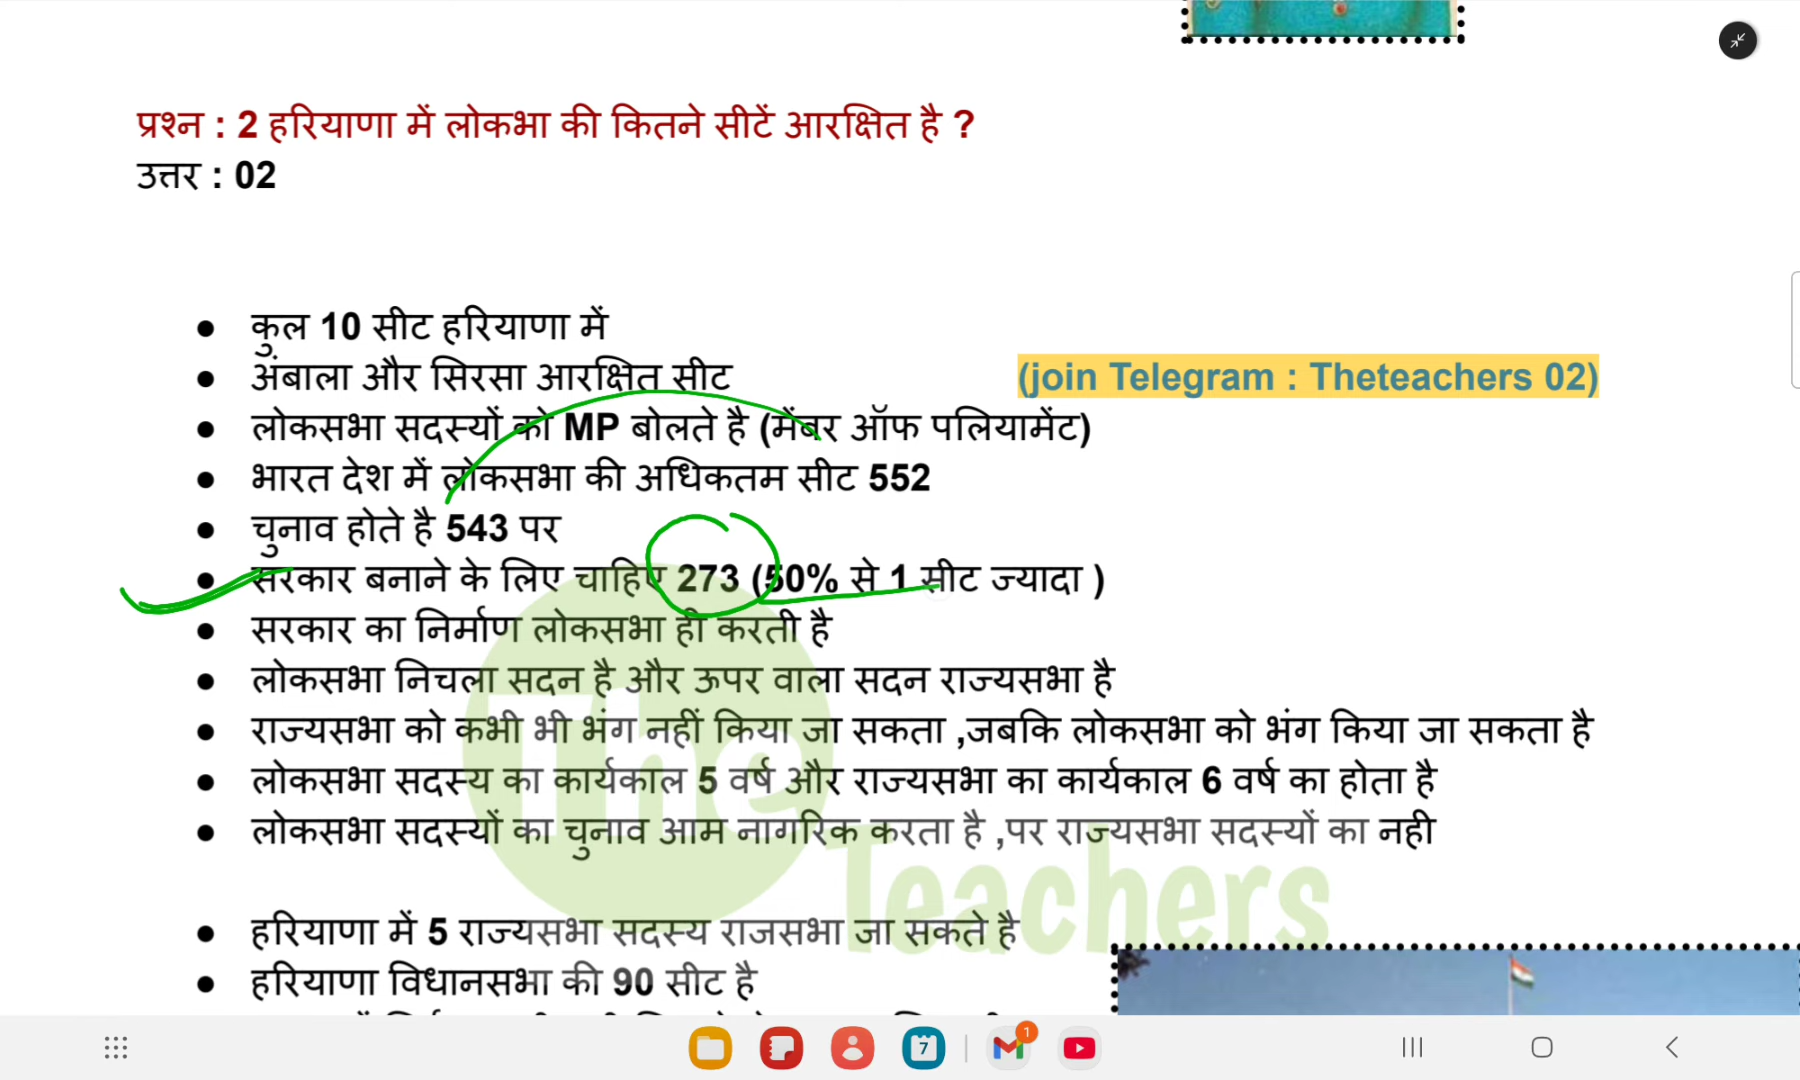 प्रश्न : 2 हरियाणा में लोकभा की कितने सीटें आरक्षित है ?
उत्तर : 02
● कुल 10 सीट हरियाणा में
● अंबाला और सिरसा आरक्षित सीट
(join Telegram : Theteachers 02)
● लोकसभा सदस्यों को MP बोलते है (मेंबर ऑफ पलियामेंट)
● भारत देश में लोकसभा की अधिकतम सीट 552
● चुनाव होते है 543 पर
● सरकार बनाने के लिए चाहिए 273 (50% से 1 सीट ज्यादा )
● सरकार का निर्माण लोकसभा ही करती है
● लोकसभा निचला सदन है और ऊपर वाला सदन राज्यसभा है
● राज्यसभा को कभी भी भंग नहीं किया जा सकता ,जबकि लोकसभा को भंग किया जा सकता है
● लोकसभा सदस्य का कार्यकाल 5 वर्ष और राज्यसभा का कार्यकाल 6 वर्ष का होता है
● लोकसभा सदस्यों का चुनाव आम नागरिक करता है ,पर राज्यसभा सदस्यों का नही
The
Teachers
● हरियाणा में 5 राज्यसभा सदस्य राजसभा जा सकते है
● हरियाणा विधानसभा की 90 सीट है
7
1